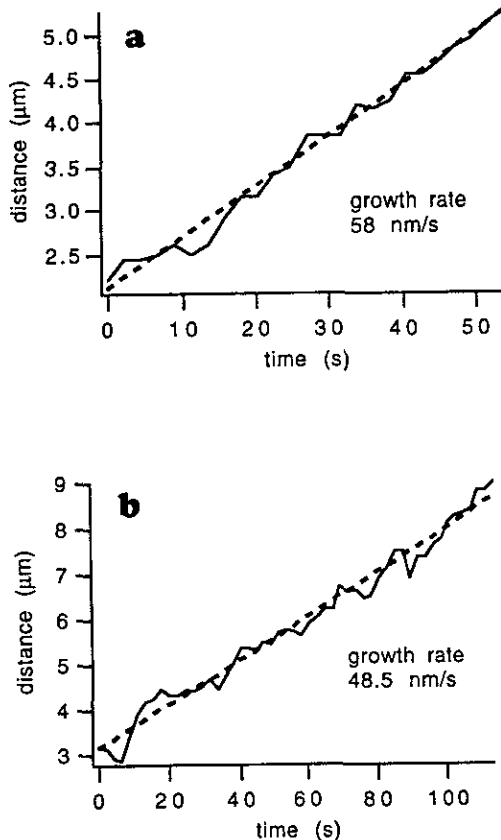 a
5.0
4.5
4.0
3.5
3.0
2.5
distance (μm)
growth rate
58 nm/s
0 10 20 30 40 50
time (s)
b
9
8
7
6
5
4
3
distance (μm)
growth rate
48.5 nm/s
0 20 40 60 80 100
time (s)